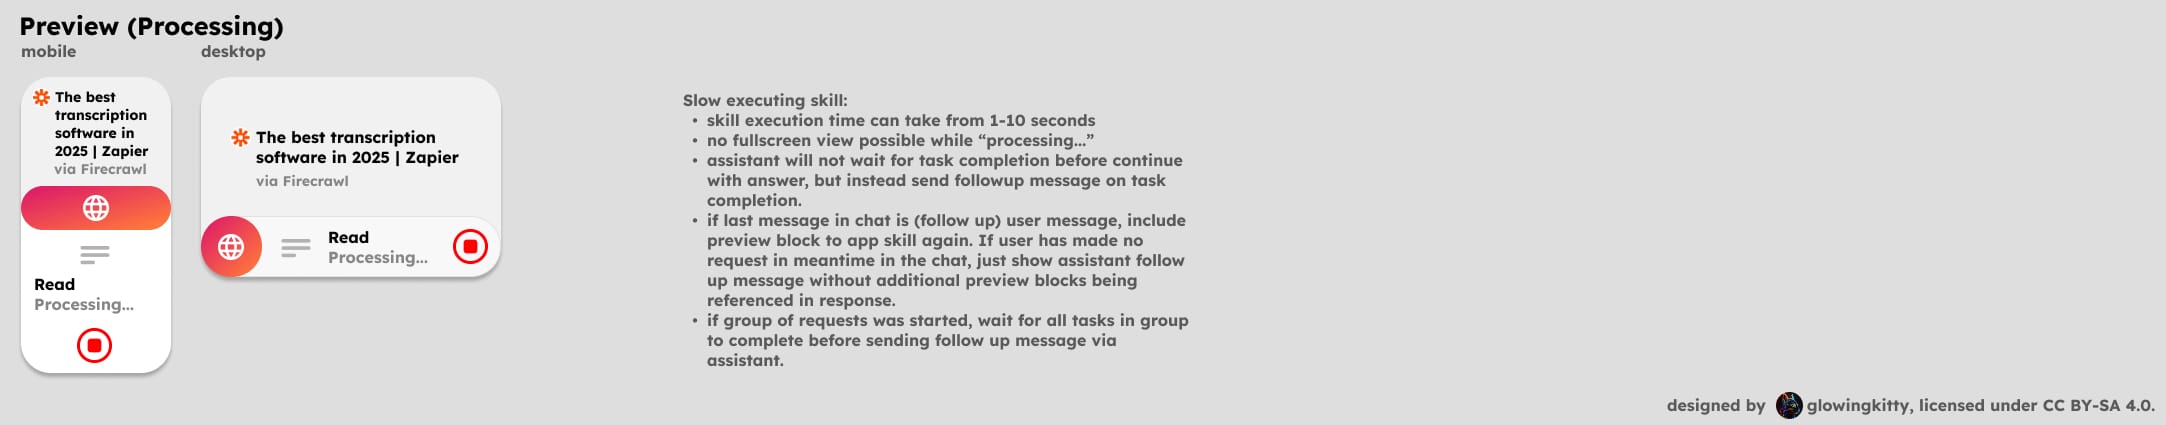 Preview (Processing)
mobile
desktop
The best
transcription
software in
2025 | Zapier
via Firecrawl
Read
Processing...
The best transcription
software in 2025 | Zapier
via Firecrawl
Read
Processing...
Slow executing skill:
• skill execution time can take from 1-10 seconds
• no fullscreen view possible while “processing...”
• assistant will not wait for task completion before continue
with answer, but instead send followup message on task
completion.
• if last message in chat is (follow up) user message, include
preview block to app skill again. If user has made no
request in meantime in the chat, just show assistant follow
up message without additional preview blocks being
referenced in response.
• if group of requests was started, wait for all tasks in group
to complete before sending follow up message via
assistant.
designed by glowingkitty, licensed under CC BY-SA 4.0.